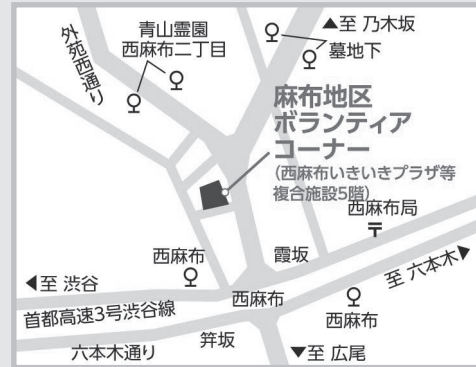 外苑西通り
青山霊園
西麻布二丁目
▲至 乃木坂
墓地下
麻布地区
ボランティア
コーナー
(西麻布いきいきプラザ等
複合施設5階)
西麻布局
〒
西麻布
霞坂
◀至 渋谷
至 六本木▶
首都高速3号渋谷線
西麻布
西麻布
六本木通り
笄坂
▼至 広尾